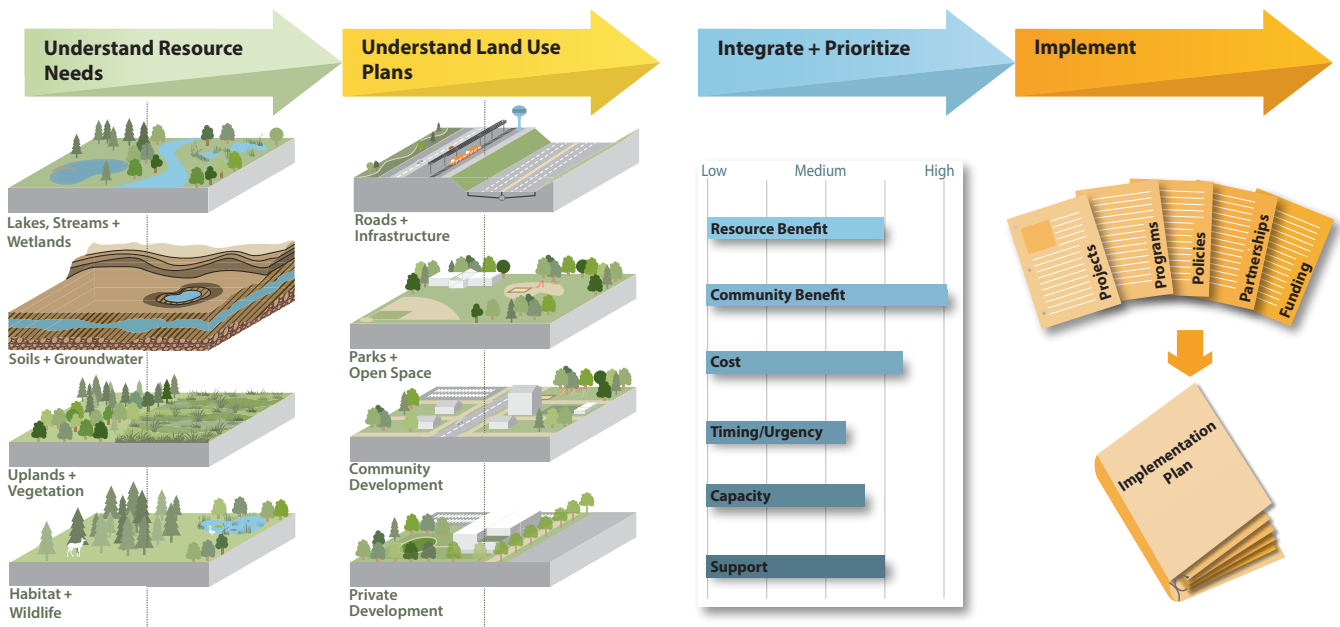 Understand Resource
Needs
Understand Land Use
Plans
Integrate + Prioritize
Implement
Lakes, Streams +
Wetlands
Soils + Groundwater
Uplands +
Vegetation
Habitat +
Wildlife
Roads +
Infrastructure
Parks +
Open Space
Community
Development
Private
Development
Low
Medium
High
Resource Benefit
Community Benefit
Cost
Timing/Urgency
Capacity
Support
Projects
Programs
Policies
Partnerships
Funding
Implementation
Plan